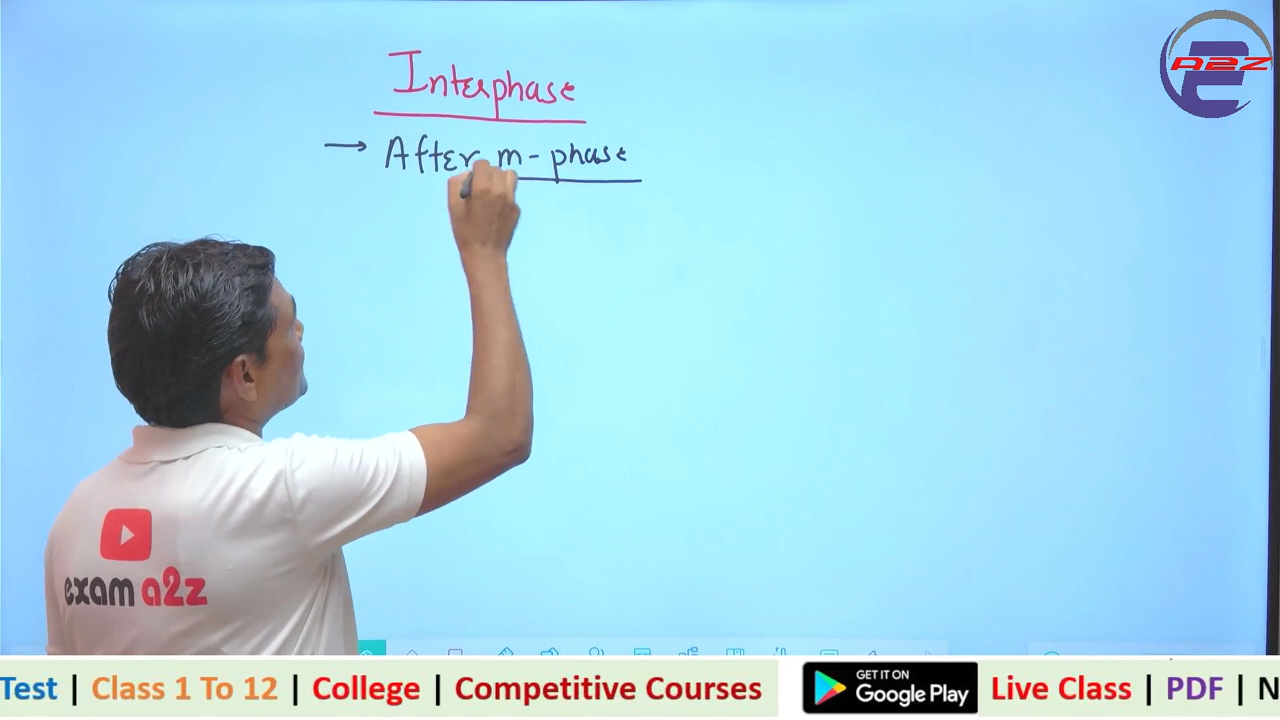 Interphase
→ After m-phase
A2Z
exam a2z
Test | Class 1 To 12 | College | Competitive Courses
GET IT ON
Google Play
Live Class | PDF | N